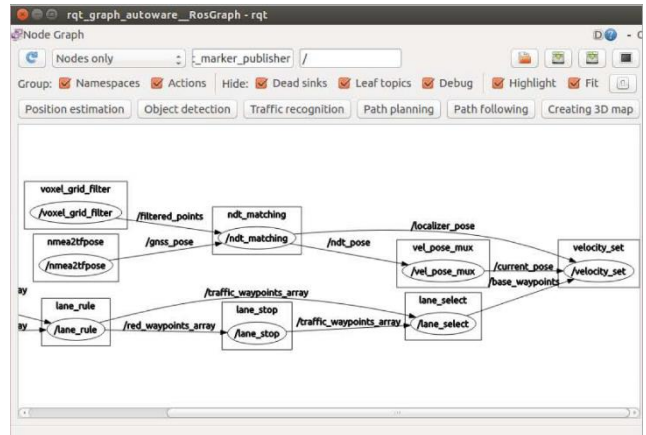 rqt_graph_autoware__RosGraph - rqt
Node Graph
D
Nodes only :_marker_publisher /
Group: Namespaces Actions Hide: Dead sinks Leaf topics Debug Highlight Fit
Position estimation Object detection Traffic recognition Path planning Path following Creating 3D map
voxel_grid_filter
/voxel_grid_filter
/filtered_points
ndt_matching
/ndt_matching
/localizer_pose
nmea2tfpose
/nmea2tfpose
/gnss_pose
/ndt_pose
vel_pose_mux
/vel_pose_mux
/current_pose
velocity_set
/velocity_set
/base_waypoints
ay
ay
lane_rule
/lane_rule
/traffic_waypoints_array
/red_waypoints_array
lane_stop
/lane_stop
/traffic_waypoints_array
lane_select
/lane_select